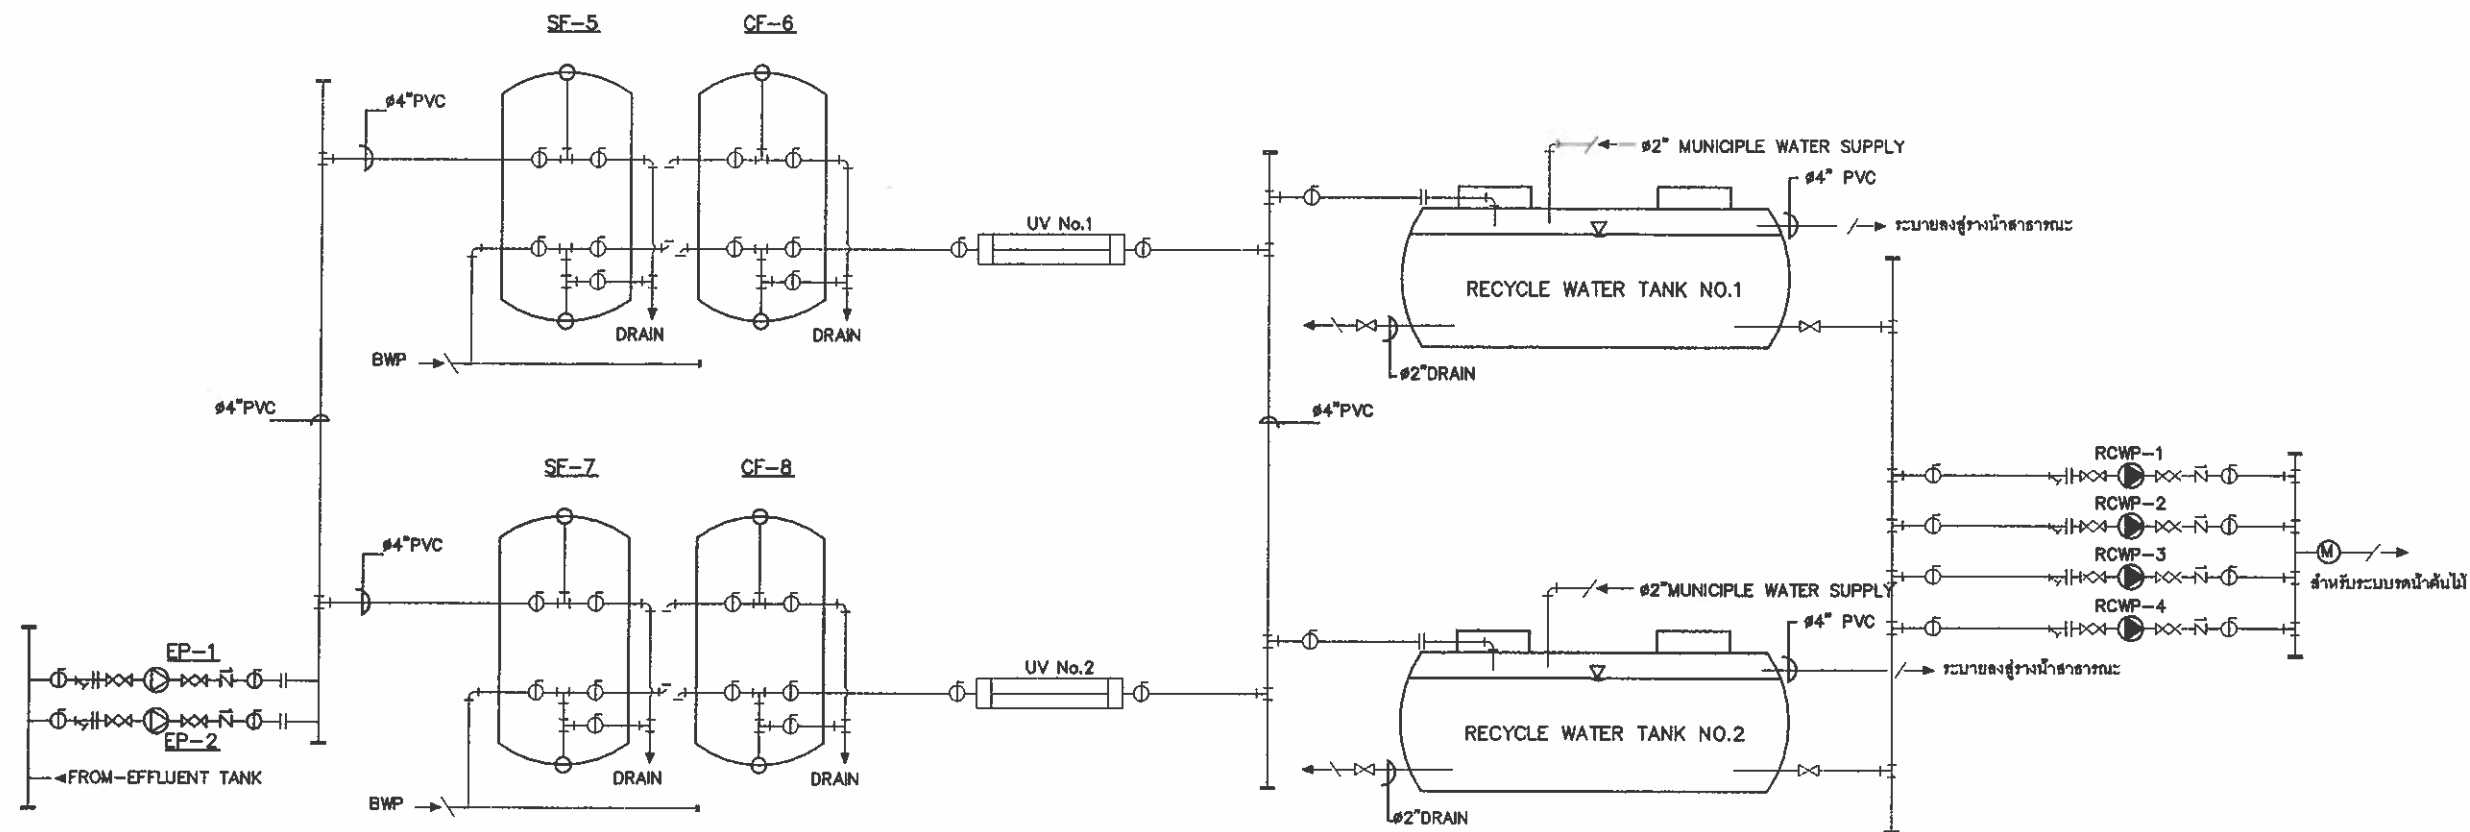 SF-5
CF-6
ø4"PVC
ø2" MUNICIPLE WATER SUPPLY
ø4" PVC
UV No.1
ระบายลงสู่รางน้ำสาธารณะ
RECYCLE WATER TANK NO.1
DRAIN
DRAIN
BWP
ø2"DRAIN
ø4"PVC
ø4"PVC
SF-7
CF-8
RCWP-1
RCWP-2
ø4"PVC
RCWP-3
สำหรับระบบรดน้ำต้นไม้
ø2"MUNICIPLE WATER SUPPLY
RCWP-4
ø4" PVC
EP-1
UV No.2
ระบายลงสู่รางน้ำสาธารณะ
EP-2
RECYCLE WATER TANK NO.2
FROM-EFFLUENT TANK
DRAIN
DRAIN
BWP
ø2"DRAIN
M